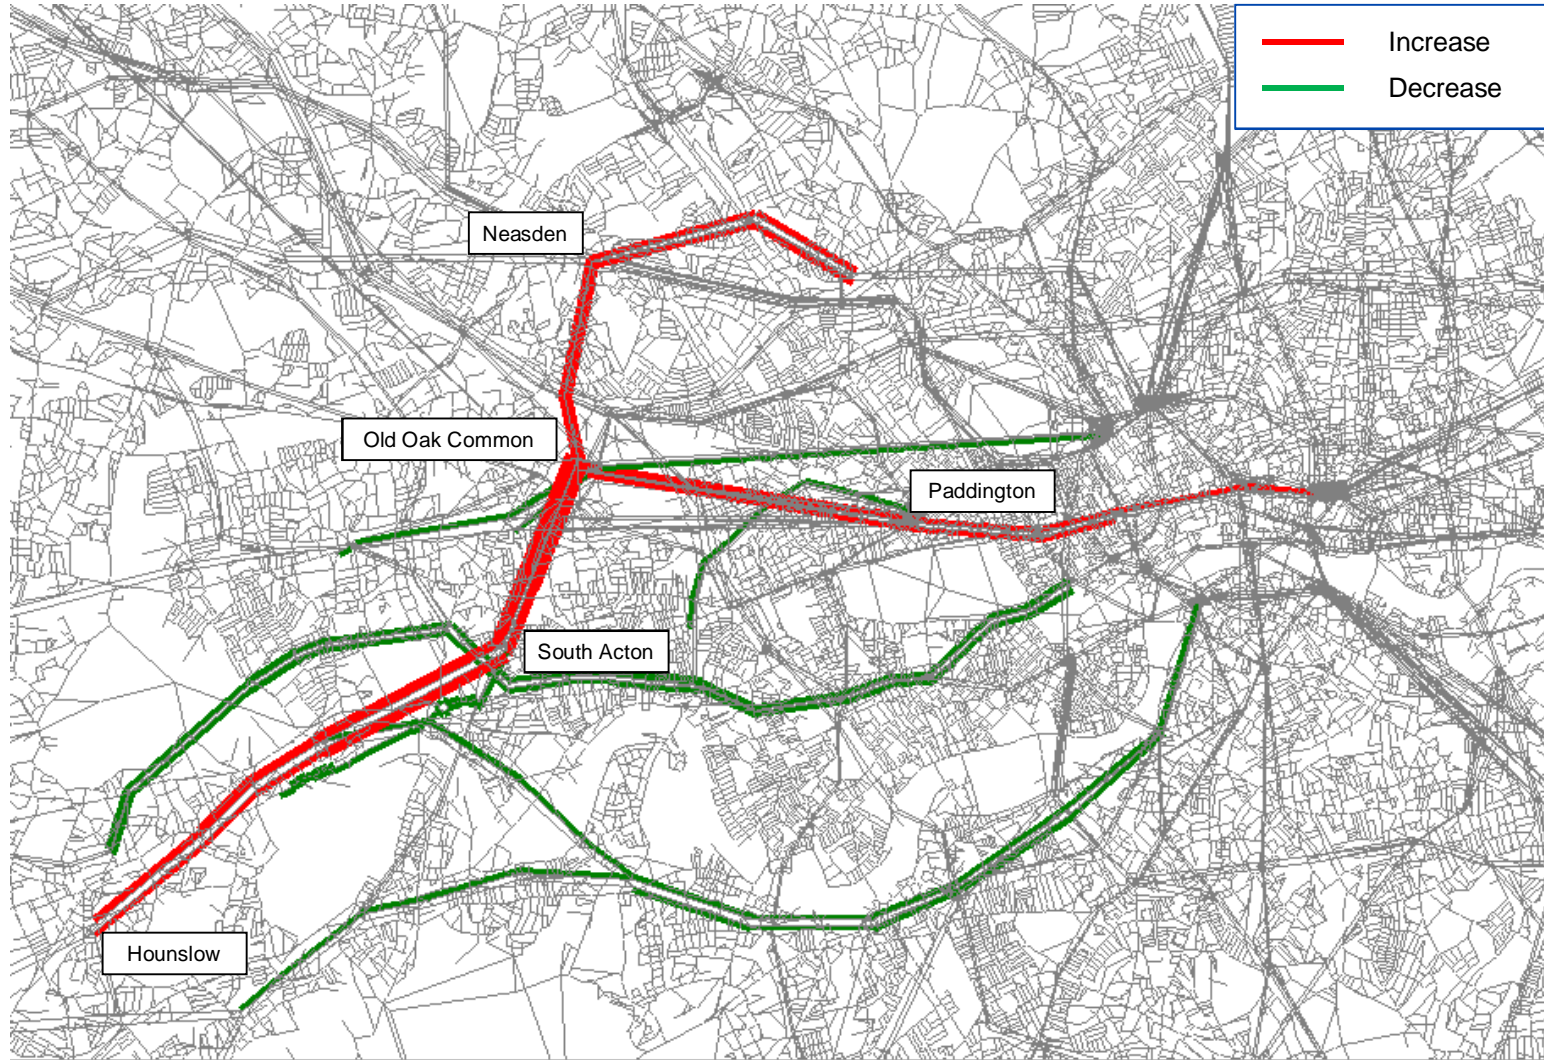 Increase
Decrease
Neasden
Old Oak Common
Paddington
South Acton
Hounslow